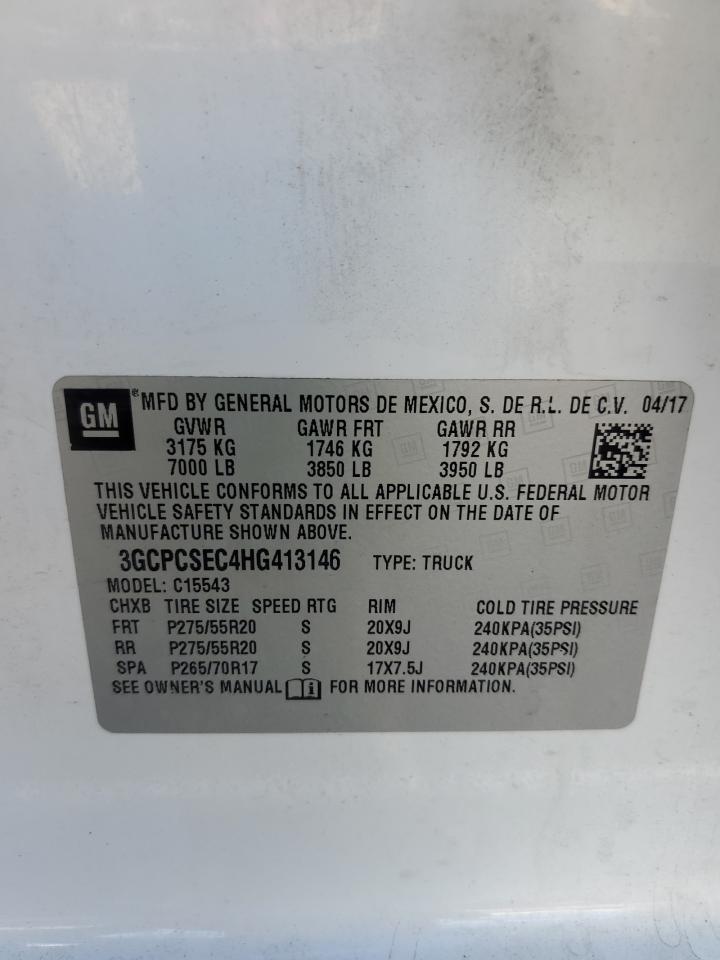 GM® MFD BY GENERAL MOTORS DE MEXICO, S. DE R.L. DE C.V. 04/17
GVWR GAWR FRT GAWR RR
3175 KG 1746 KG 1792 KG
7000 LB 3850 LB 3950 LB
THIS VEHICLE CONFORMS TO ALL APPLICABLE U.S. FEDERAL MOTOR
VEHICLE SAFETY STANDARDS IN EFFECT ON THE DATE OF
MANUFACTURE SHOWN ABOVE.
3GCPCSEC4HG413146 TYPE: TRUCK
MODEL: C15543
CHXB TIRE SIZE SPEED RTG RIM COLD TIRE PRESSURE
FRT P275/55R20 S 20X9J 240KPA(35PSI)
RR P275/55R20 S 20X9J 240KPA(35PSI)
SPA P265/70R17 S 17X7.5J 240KPA(35PSI)
SEE OWNER'S MANUAL i FOR MORE INFORMATION.